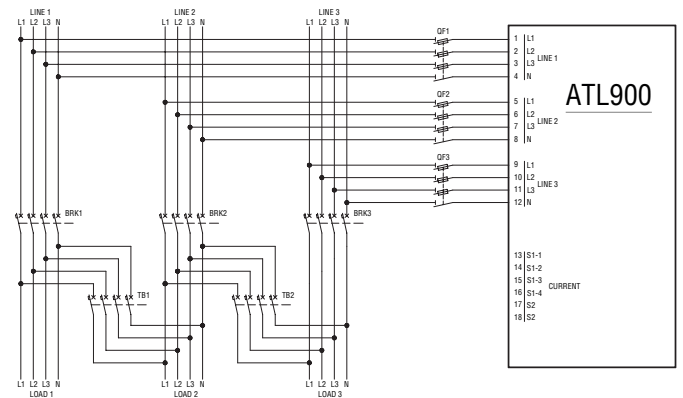 LINE 1 LINE 2 LINE 3
L1 L2 L3 N L1 L2 L3 N L1 L2 L3 N
QF1
1 L1
2 L2
3 L3
4 N
LINE 1
ATL900
QF2
5 L1
6 L2
7 L3
8 N
LINE 2
QF3
9 L1
10 L2
11 L3
12 N
LINE 3
BRK1 BRK2 BRK3
13 S1-1
14 S1-2
15 S1-3
16 S1-4
17 S2
18 S2
CURRENT
TB1 TB2
L1 L2 L3 N L1 L2 L3 N L1 L2 L3 N
LOAD 1 LOAD 2 LOAD 3